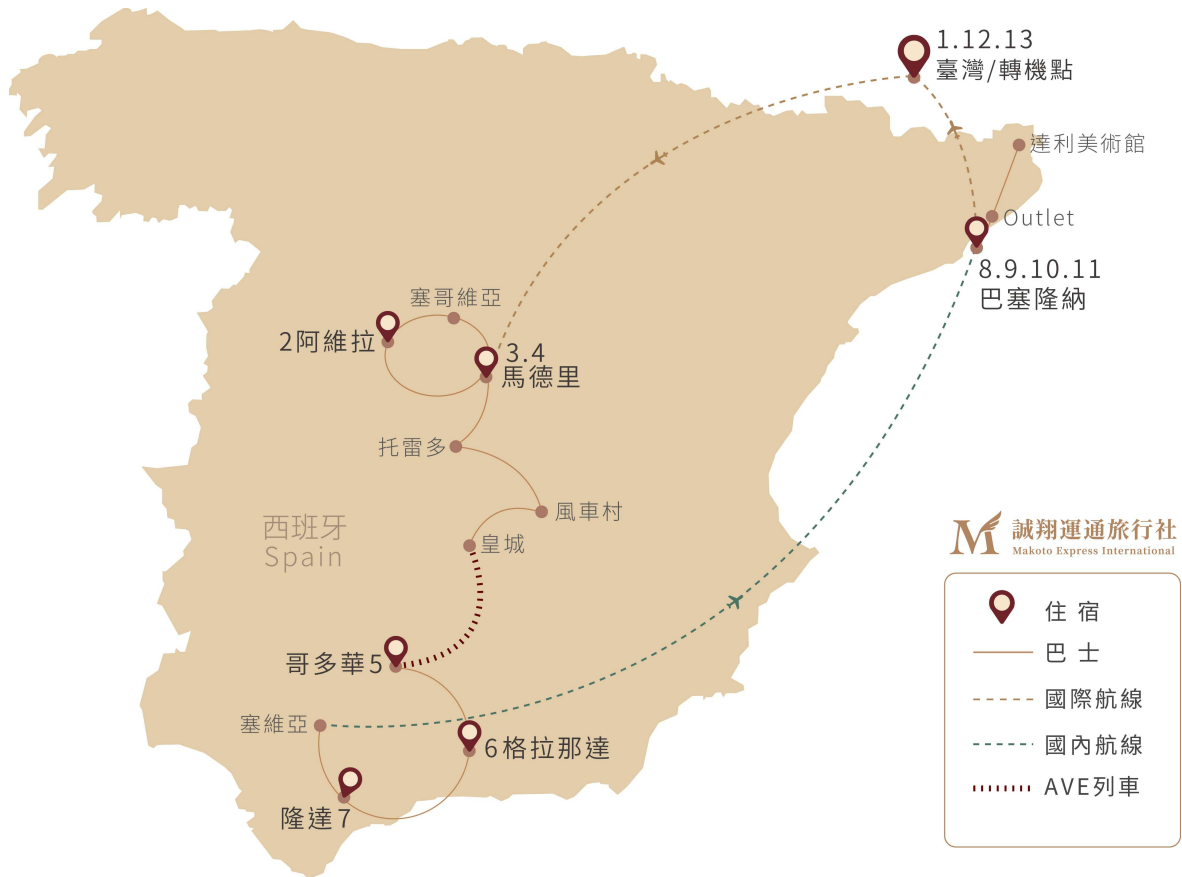 1.12.13
臺灣/轉機點
達利美術館
Outlet
8.9.10.11
巴塞隆納
塞哥維亞
2阿維拉
3.4
馬德里
托雷多
風車村
皇城
西班牙
Spain
哥多華5
塞維亞
6格拉那達
隆達7
M 誠翔運通旅行社
Makoto Express International
住宿
巴士
國際航線
國內航線
AVE列車